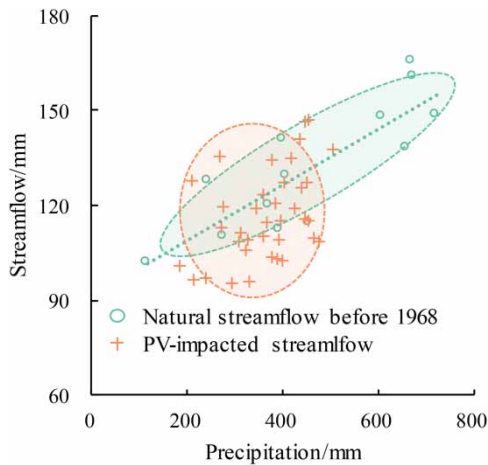 180
150
120
90
60
Streamflow/mm
Natural streamflow before 1968
PV-impacted streamlfow
0 200 400 600 800
Precipitation/mm